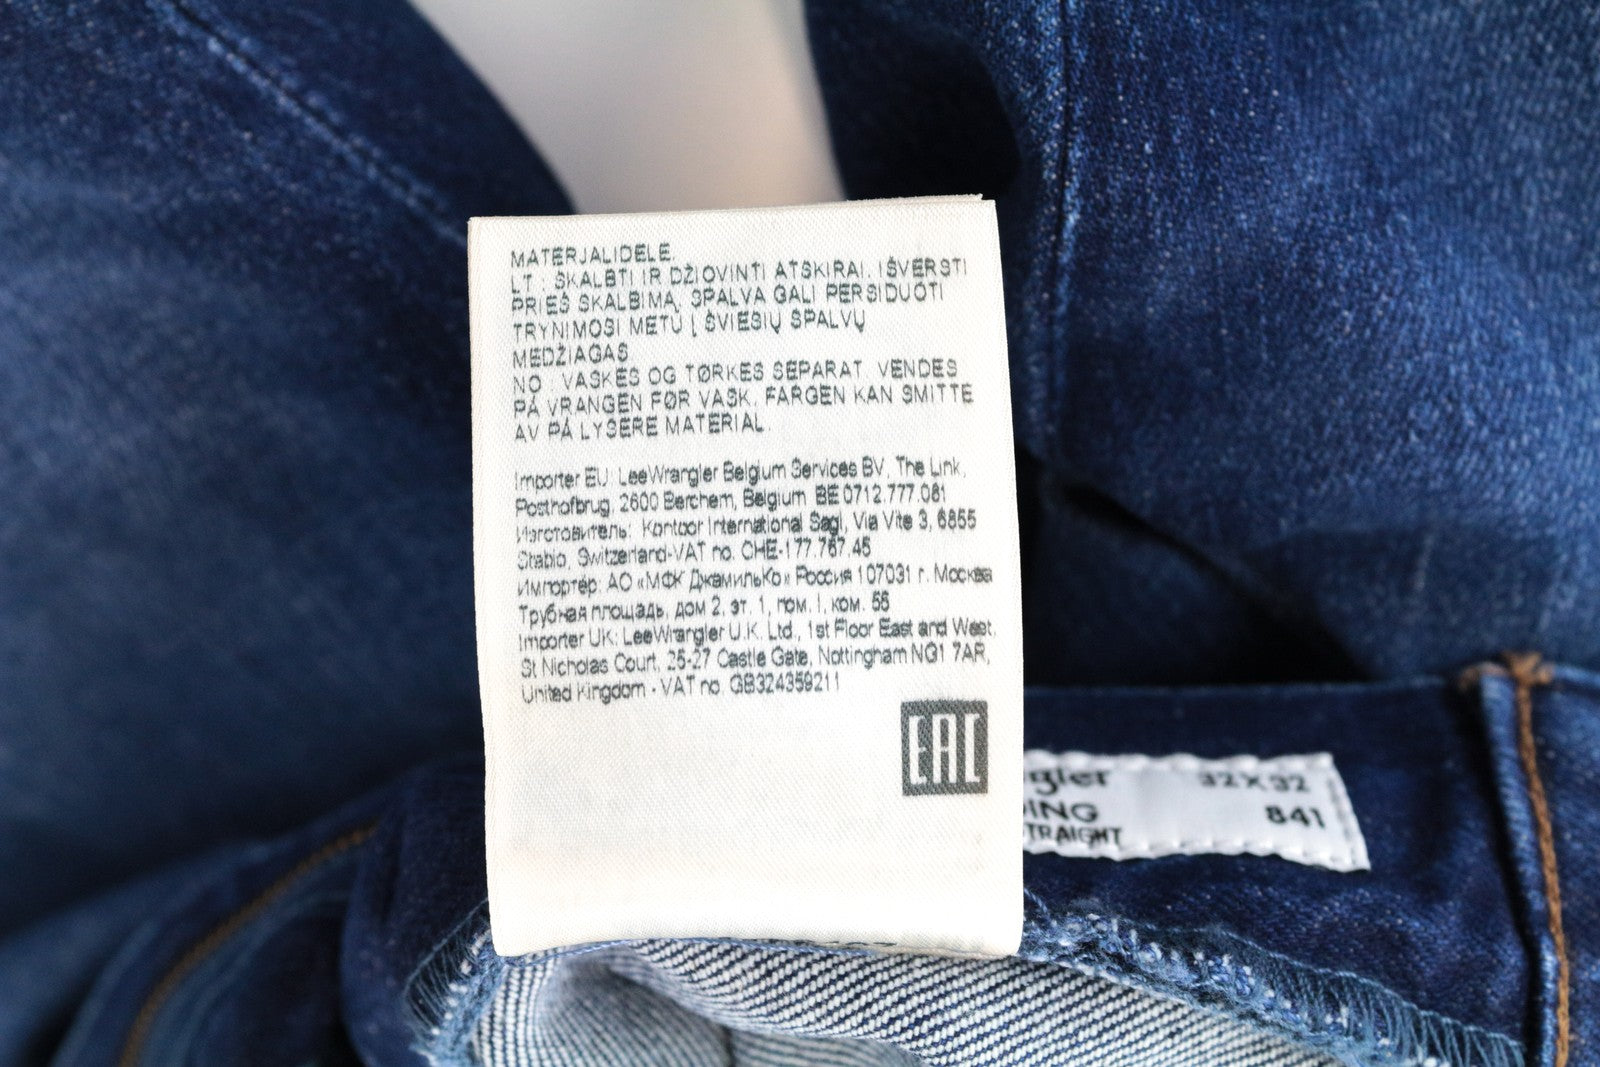 MATERJALIDELE.
LT : SKALBTI IR DŽIOVINTI ATSKIRAI. IŠVERSTI
PRIEŠ SKALBIMĄ. SPALVA GALI PERSIDUOTI
TRYNIMOSI METU Į ŠVIESIŲ SPALVŲ
MEDŽIAGAS.
NO : VASKES OG TØRKES SEPARAT. VENDES
PÅ VRANGEN FØR VASK. FARGEN KAN SMITTE
AV PÅ LYSERE MATERIAL.
Importer EU: LeeWrangler Belgium Services BV, The Link,
Posthofbrug, 2600 Berchem, Belgium BE 0712.777.081
Изготовитель: Kontoor International Sagl, Via Vite 3, 6855
Stabio, Switzerland-VAT no. CHE-177.767.45
Импортёр: АО «МФК ДжамильКо» Россия 107031 г. Москва
Трубная площадь, дом 2, эт. 1, пом. I, ком. 55
Importer UK: LeeWrangler U.K. Ltd., 1st Floor East and West,
St Nicholas Court, 25-27 Castle Gate, Nottingham NG1 7AR,
United Kingdom - VAT no. GB324359211
EAC
gler 32X32
ING 841
TRAIGHT